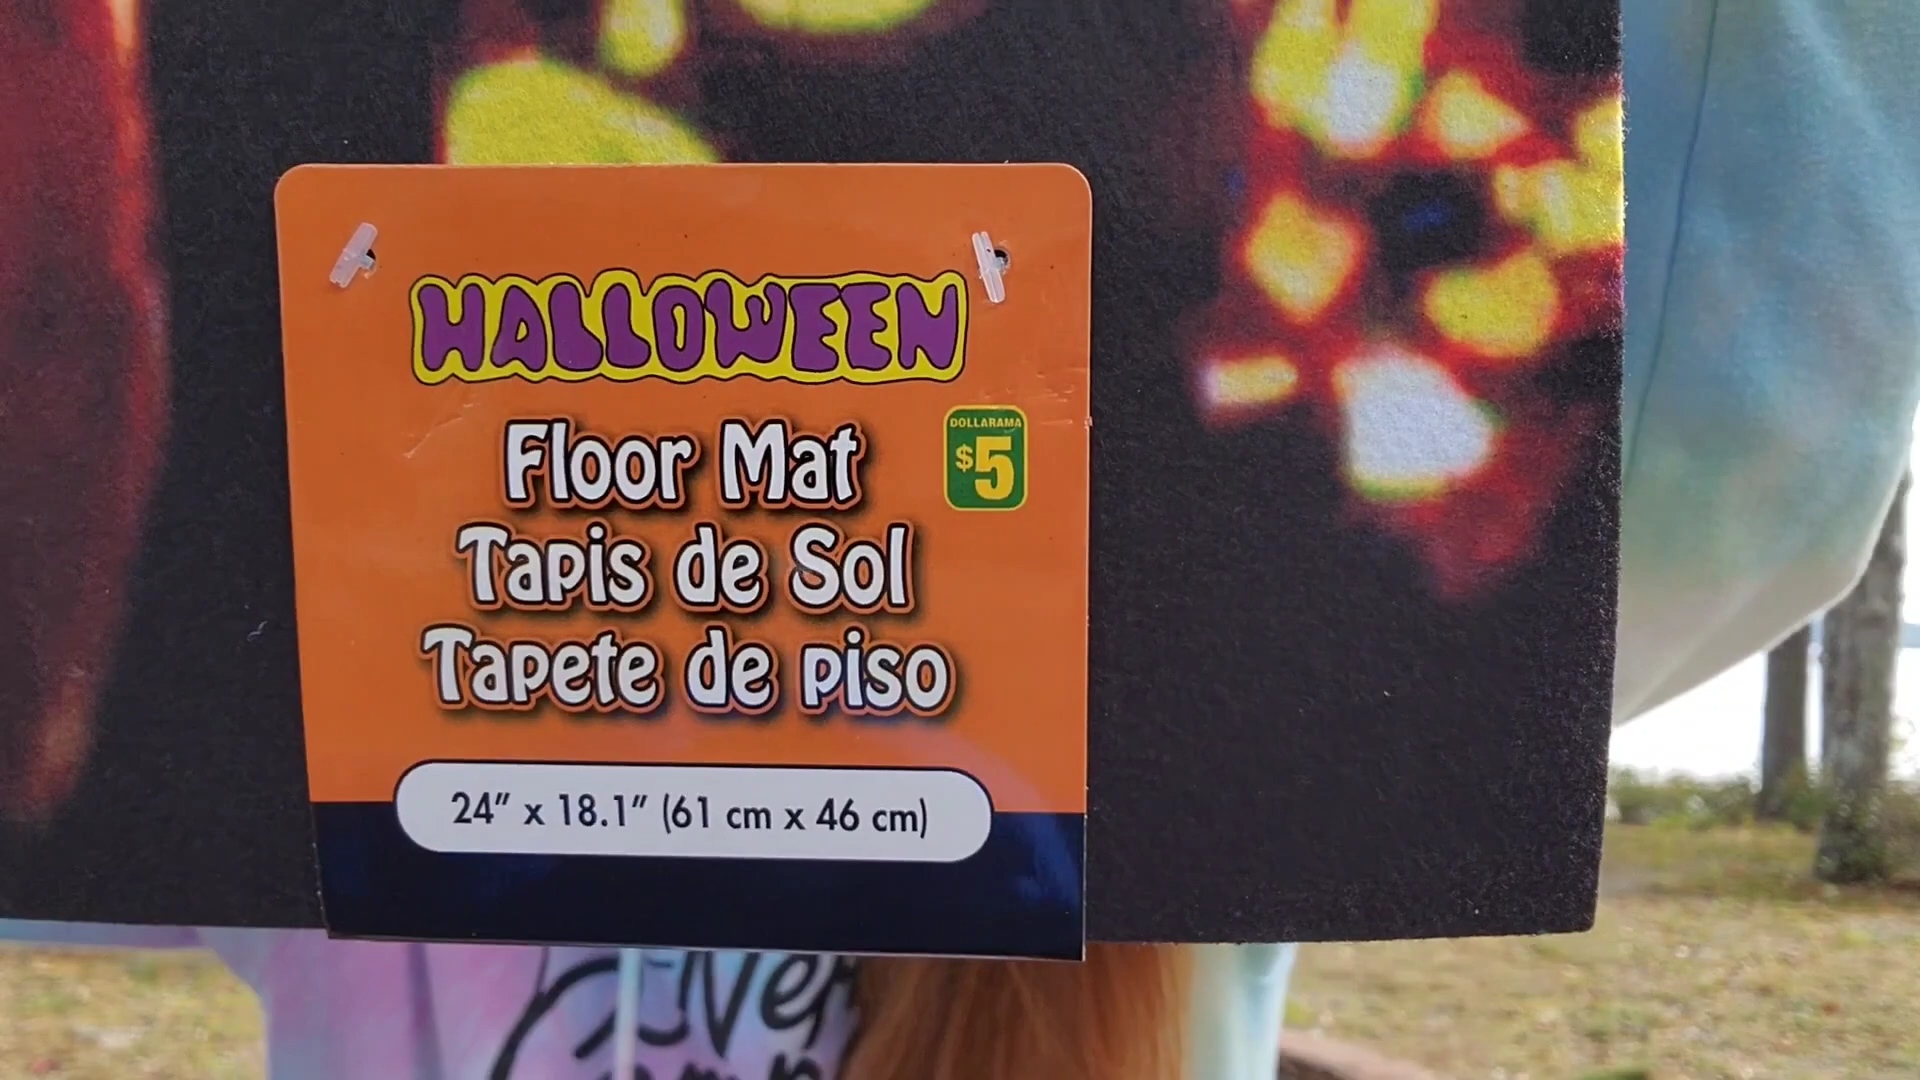 HALLOWEEN
Floor Mat
DOLLARAMA
$5
Tapis de Sol
Tapete de piso
24" x 18.1" (61 cm x 46 cm)